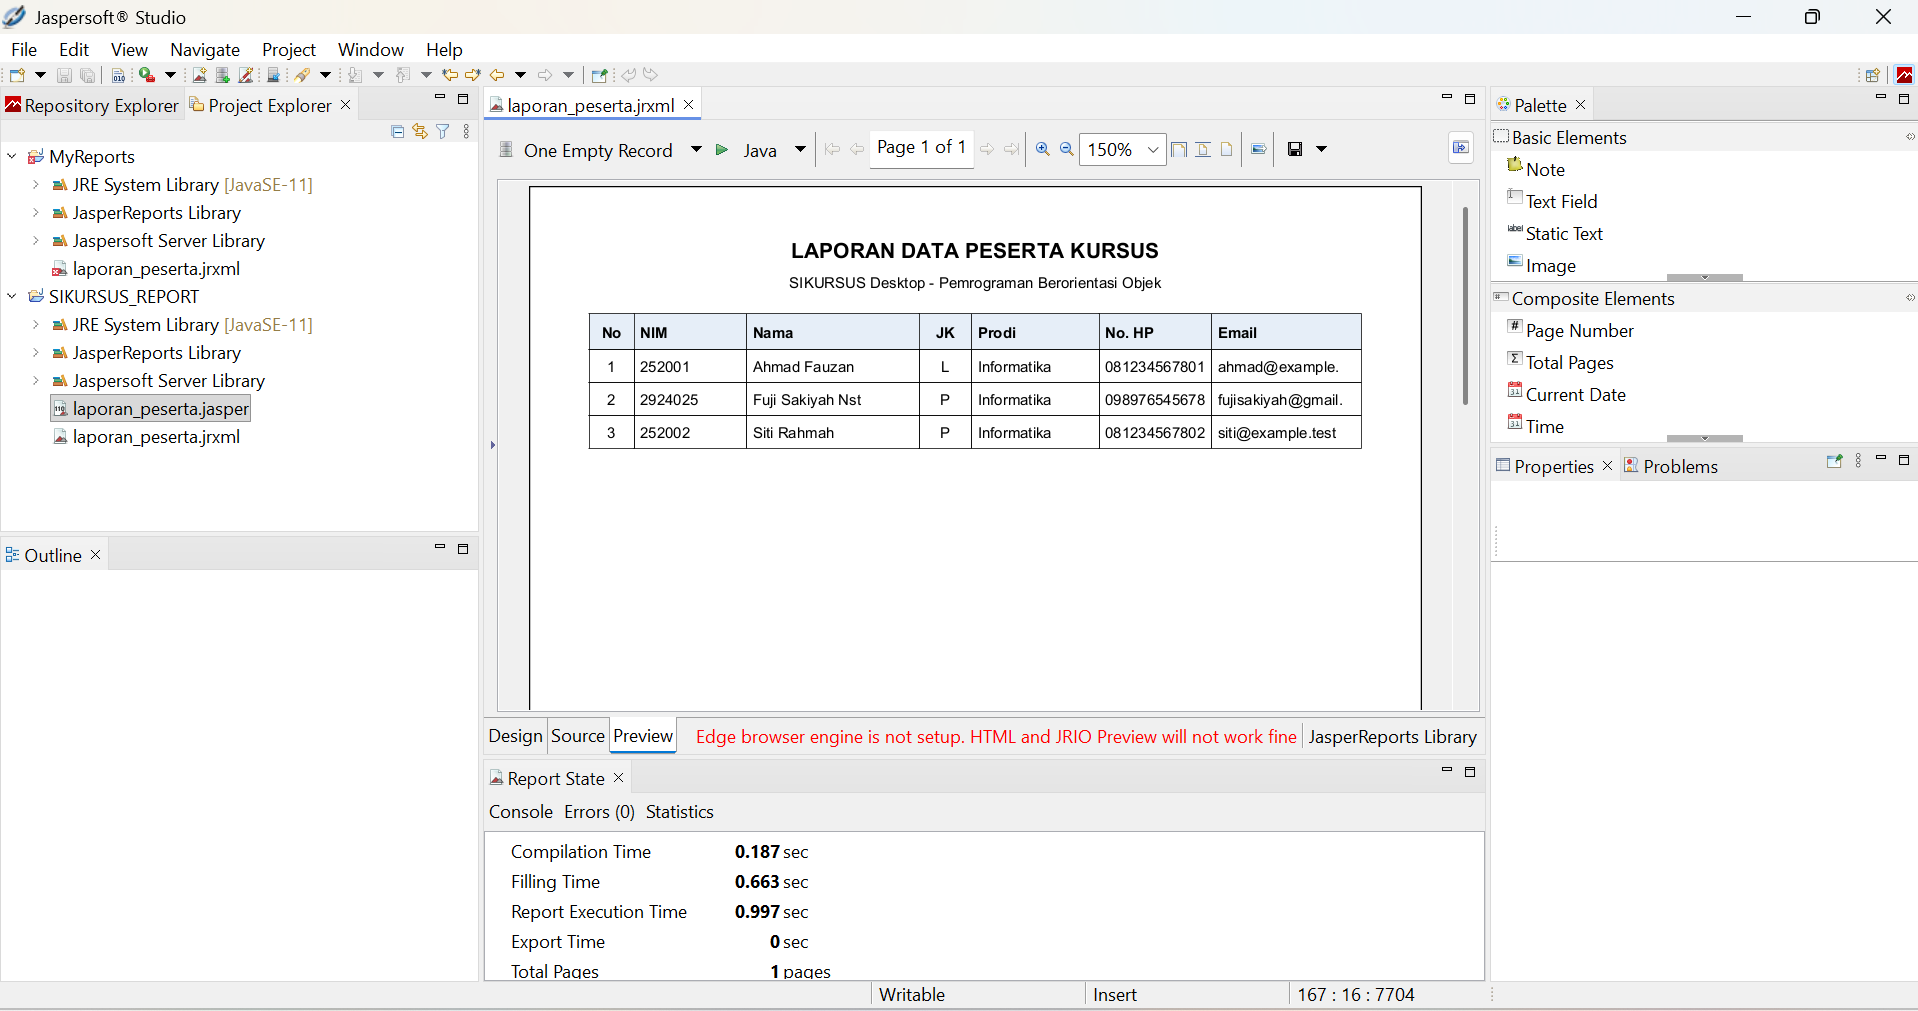 Jaspersoft® Studio
File Edit View Navigate Project Window Help
Repository Explorer Project Explorer
MyReports
JRE System Library [JavaSE-11]
JasperReports Library
Jaspersoft Server Library
laporan_peserta.jrxml
SIKURSUS_REPORT
JRE System Library [JavaSE-11]
JasperReports Library
Jaspersoft Server Library
laporan_peserta.jasper
laporan_peserta.jrxml
Outline
laporan_peserta.jrxml
One Empty Record Java Page 1 of 1 150%
LAPORAN DATA PESERTA KURSUS
SIKURSUS Desktop - Pemrograman Berorientasi Objek
No NIM Nama JK Prodi No. HP Email
1 252001 Ahmad Fauzan L Informatika 081234567801 ahmad@example.
2 2924025 Fuji Sakiyah Nst P Informatika 098976545678 fujisakiyah@gmail.
3 252002 Siti Rahmah P Informatika 081234567802 siti@example.test
Design Source Preview Edge browser engine is not setup. HTML and JRIO Preview will not work fine JasperReports Library
Report State
Console Errors (0) Statistics
Compilation Time 0.187 sec
Filling Time 0.663 sec
Report Execution Time 0.997 sec
Export Time 0 sec
Total Pages 1 pages
Palette
Basic Elements
Note
Text Field
label Static Text
Image
Composite Elements
# Page Number
Σ Total Pages
31 Current Date
31 Time
Properties Problems
Writable Insert 167 : 16 : 7704